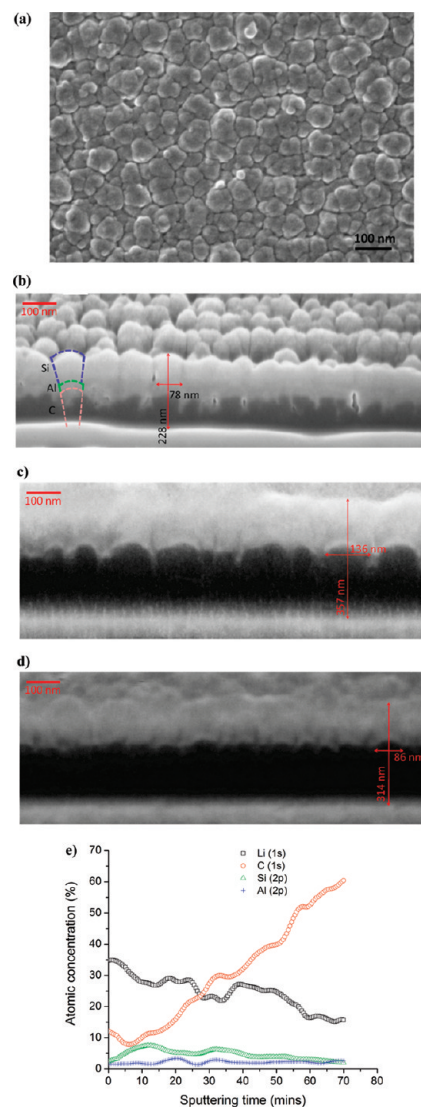 (a)
100 nm
(b)
100 nm
Si
Al
C
78 nm
228 nm
c)
100 nm
136 nm
357 nm
d)
100 nm
86 nm
314 nm
e)
Li (1s)
C (1s)
Si (2p)
Al (2p)
Atomic concentration (%)
70
60
50
40
30
20
10
0
0 10 20 30 40 50 60 70 80
Sputtering time (mins)